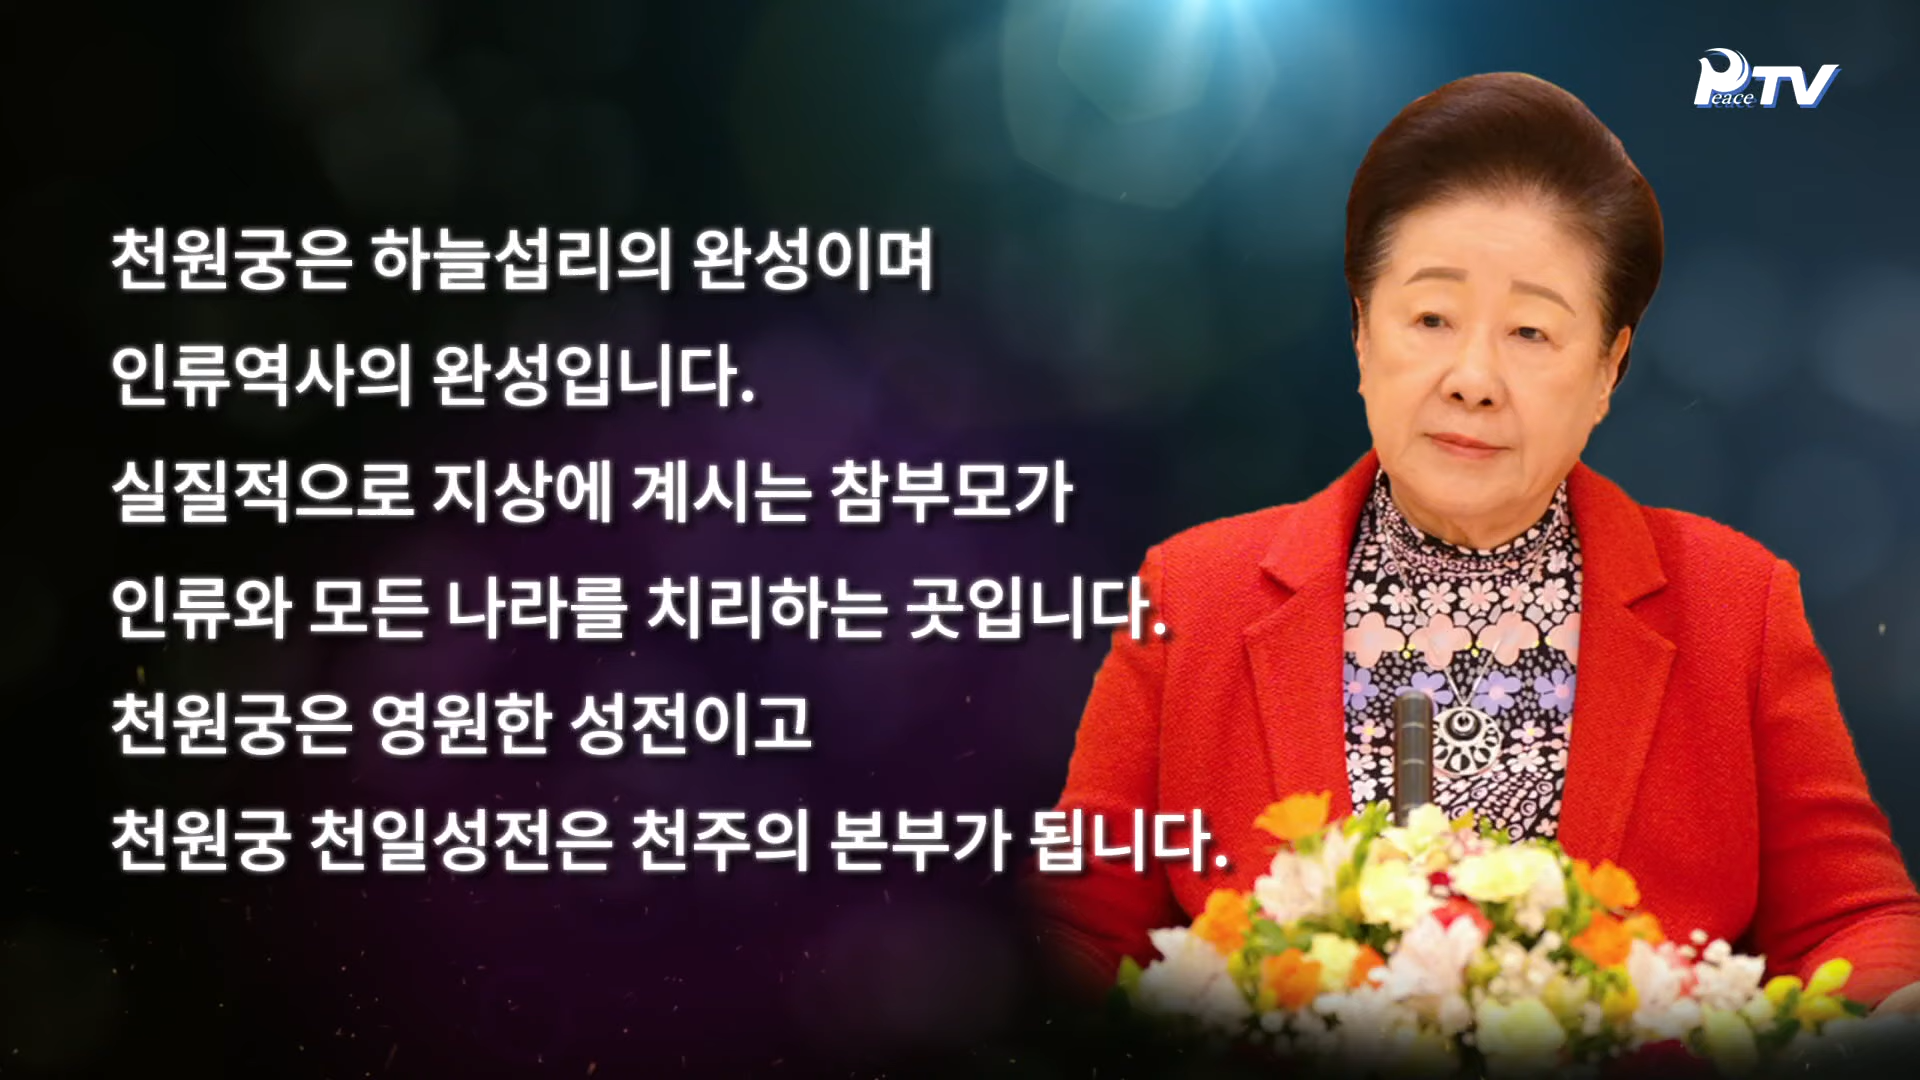 Peace TV
천원궁은 하늘섭리의 완성이며
인류역사의 완성입니다.
실질적으로 지상에 계시는 참부모가
인류와 모든 나라를 치리하는 곳입니다.
천원궁은 영원한 성전이고
천원궁 천일성전은 천주의 본부가 됩니다.